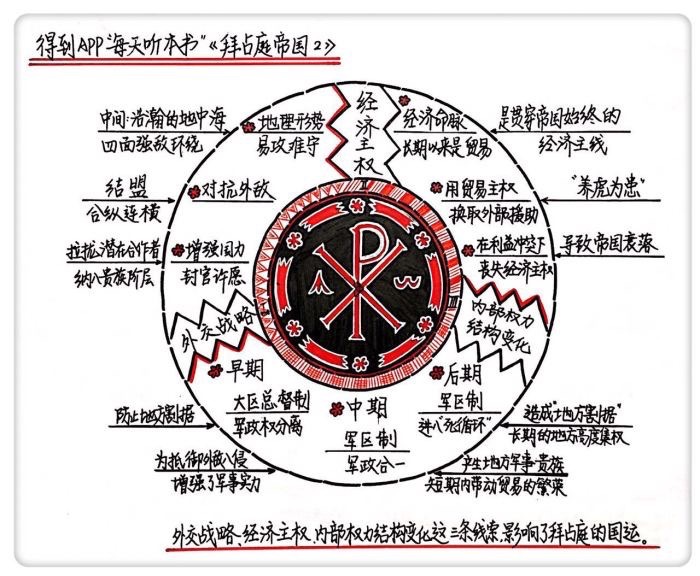 得到APP"每天听本书"《拜占庭帝国2》
经济主权
中间:浩瀚的地中海
四面强敌环绕
地理形势
易攻难守
结盟
合纵连横
对抗外敌
拉拢潜在合作者
纳入贵族阶层
增强国力
封官许愿
外交战略
经济命脉
长期以来是贸易
是贯穿帝国始终的
经济主线
用贸易主权
换取外部援助
"养虎为患"
在利益冲突下
丧失经济主权
导致帝国衰落
内部权力
结构变化
P
A
W
早期
大区总督制
军政权分离
防止地方割据
中期
军区制
军政合一
为抵御外敌入侵
增强了军事实力
后期
军区制
进入"死循环"
造成"地方割据"
长期的地方高度集权
产生地方军事贵族
短期内带动贸易的繁荣
外交战略、经济主权、内部权力结构变化这三条线索,影响了拜占庭的国运。